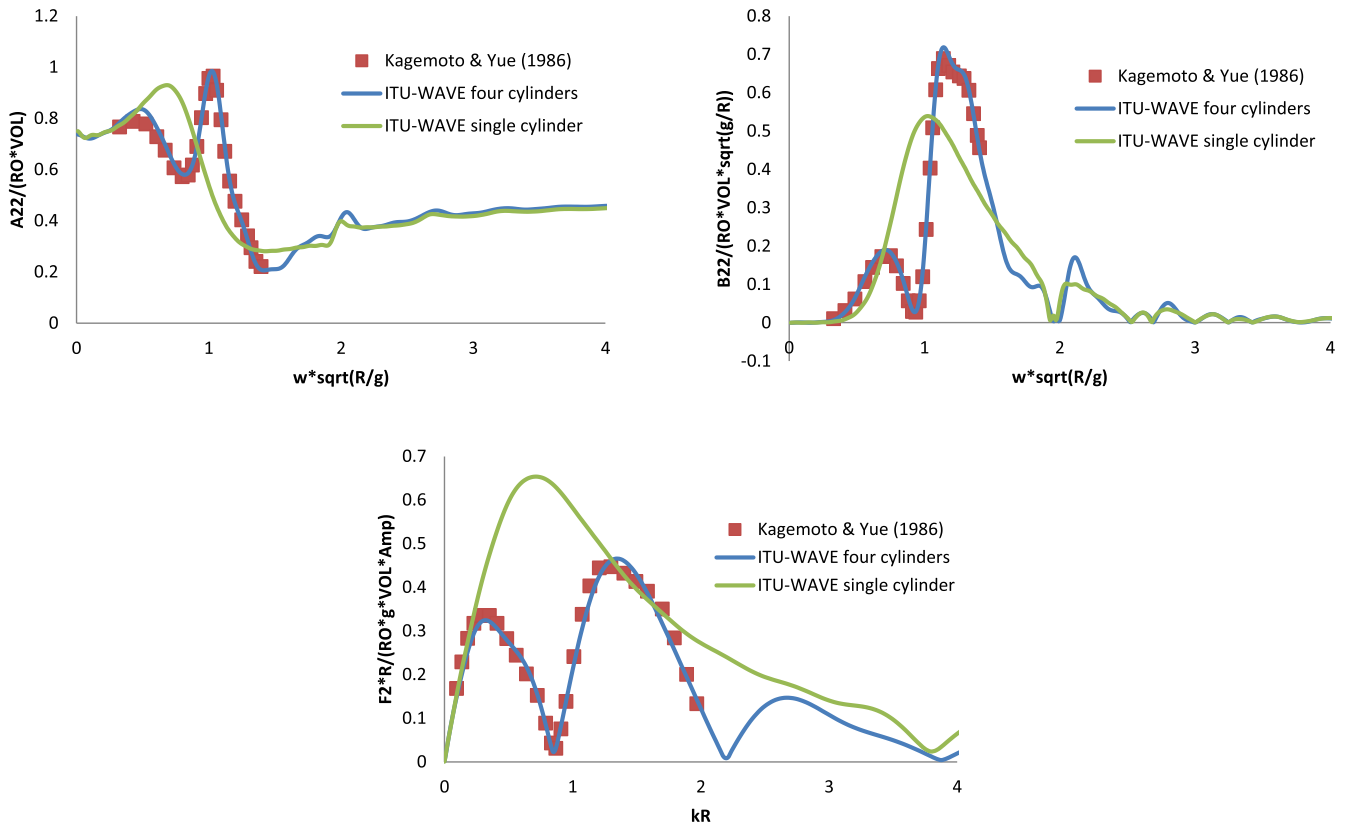 1.2
1
0.8
0.6
0.4
0.2
0
0
1
2
3
4
A22/(RO*VOL)
w*sqrt(R/g)
Kagemoto & Yue (1986)
ITU-WAVE four cylinders
ITU-WAVE single cylinder
0.8
0.7
0.6
0.5
0.4
0.3
0.2
0.1
0
-0.1
0
1
2
3
4
B22/(RO*VOL*sqrt(g/R))
w*sqrt(R/g)
Kagemoto & Yue (1986)
ITU-WAVE four cylinders
ITU-WAVE single cylinder
0.7
0.6
0.5
0.4
0.3
0.2
0.1
0
0
1
2
3
4
F2*R/(RO*g*VOL*Amp)
kR
Kagemoto & Yue (1986)
ITU-WAVE four cylinders
ITU-WAVE single cylinder